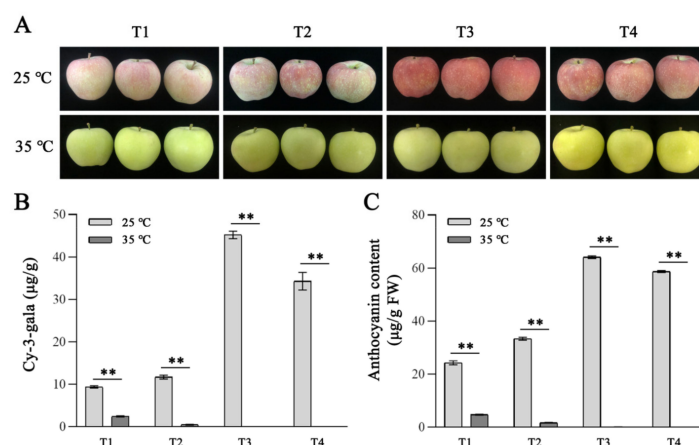 A
T1 T2 T3 T4
25 ℃
35 ℃
B
50
40
30
20
10
0
Cy-3-gala (μg/g)
25 ℃
35 ℃
** ** ** **
T1 T2 T3 T4
C
80
60
40
20
0
Anthocyanin content
(μg/g FW)
25 ℃
35 ℃
** ** ** **
T1 T2 T3 T4